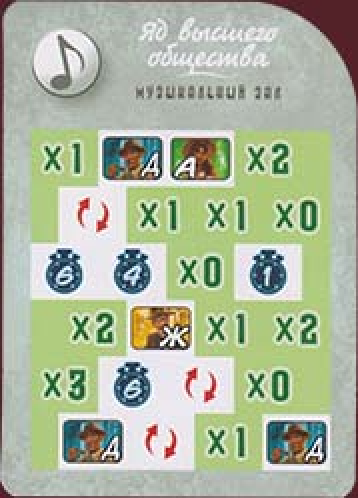 Яд высшего
общества
МУЗЫКАЛЬНЫЙ ЗАЛ
X1 Д А X2
X1 X1 X0
6 4 X0 1
X2 Ж X1 X2
X3 6 X0
Д X1 Д